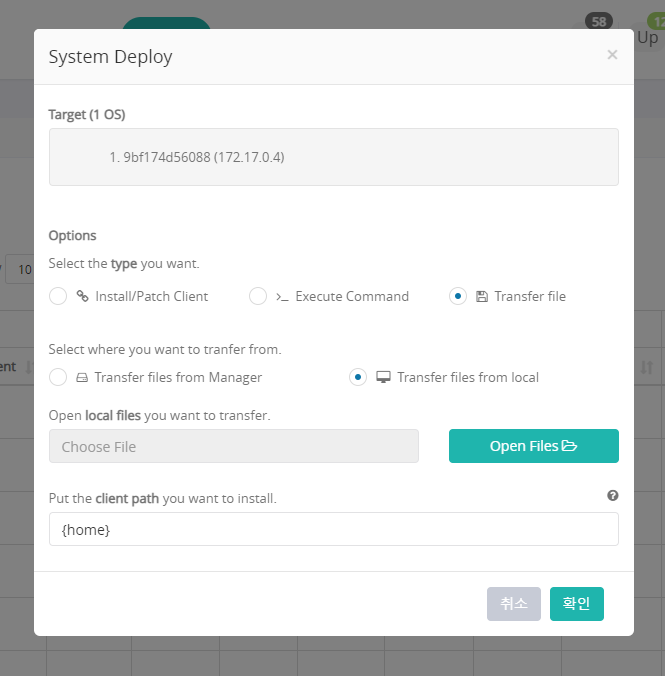 58
12
Up
System Deploy
×
Target (1 OS)
1. 9bf174d56088 (172.17.0.4)
Options
10
Select the type you want.
Install/Patch Client
Execute Command
Transfer file
Select where you want to tranfer from.
ent
Transfer files from Manager
Transfer files from local
Open local files you want to transfer.
Choose File
Open Files
Put the client path you want to install.
{home}
취소
확인